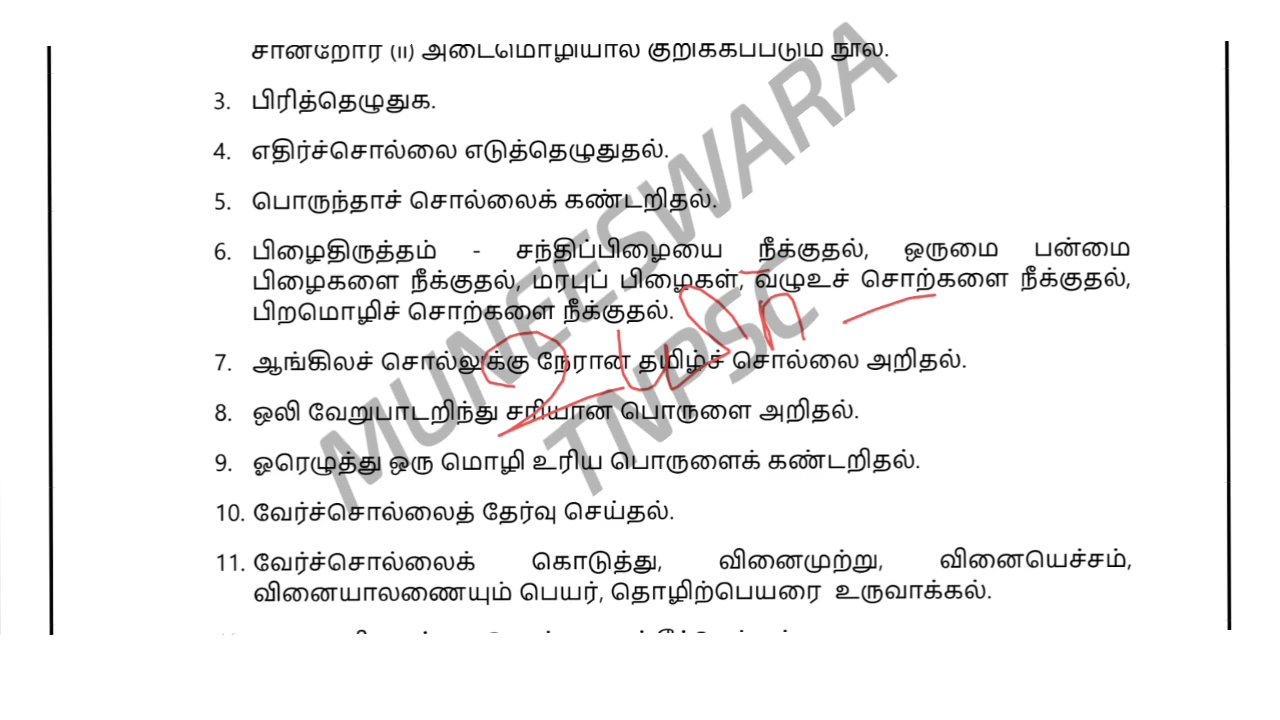 சான்றோர் (ii) அடைமொழியால் குறிக்கப்படும் நூல்.
3. பிரித்தெழுதுக.
4. எதிர்ச்சொல்லை எடுத்தெழுதுதல்.
5. பொருந்தாச் சொல்லைக் கண்டறிதல்.
6. பிழைதிருத்தம் - சந்திப்பிழையை நீக்குதல், ஒருமை பன்மை
பிழைகளை நீக்குதல், மரபுப் பிழைகள், வழுஉச் சொற்களை நீக்குதல்,
பிறமொழிச் சொற்களை நீக்குதல்.
7. ஆங்கிலச் சொல்லுக்கு நேரான தமிழ்ச் சொல்லை அறிதல்.
8. ஒலி வேறுபாடறிந்து சரியான பொருளை அறிதல்.
9. ஓரெழுத்து ஒரு மொழி உரிய பொருளைக் கண்டறிதல்.
10. வேர்ச்சொல்லைத் தேர்வு செய்தல்.
11. வேர்ச்சொல்லைக் கொடுத்து, வினைமுற்று, வினையெச்சம்,
வினையாலணையும் பெயர், தொழிற்பெயரை உருவாக்கல்.
MUNEESWARA
TNPSC